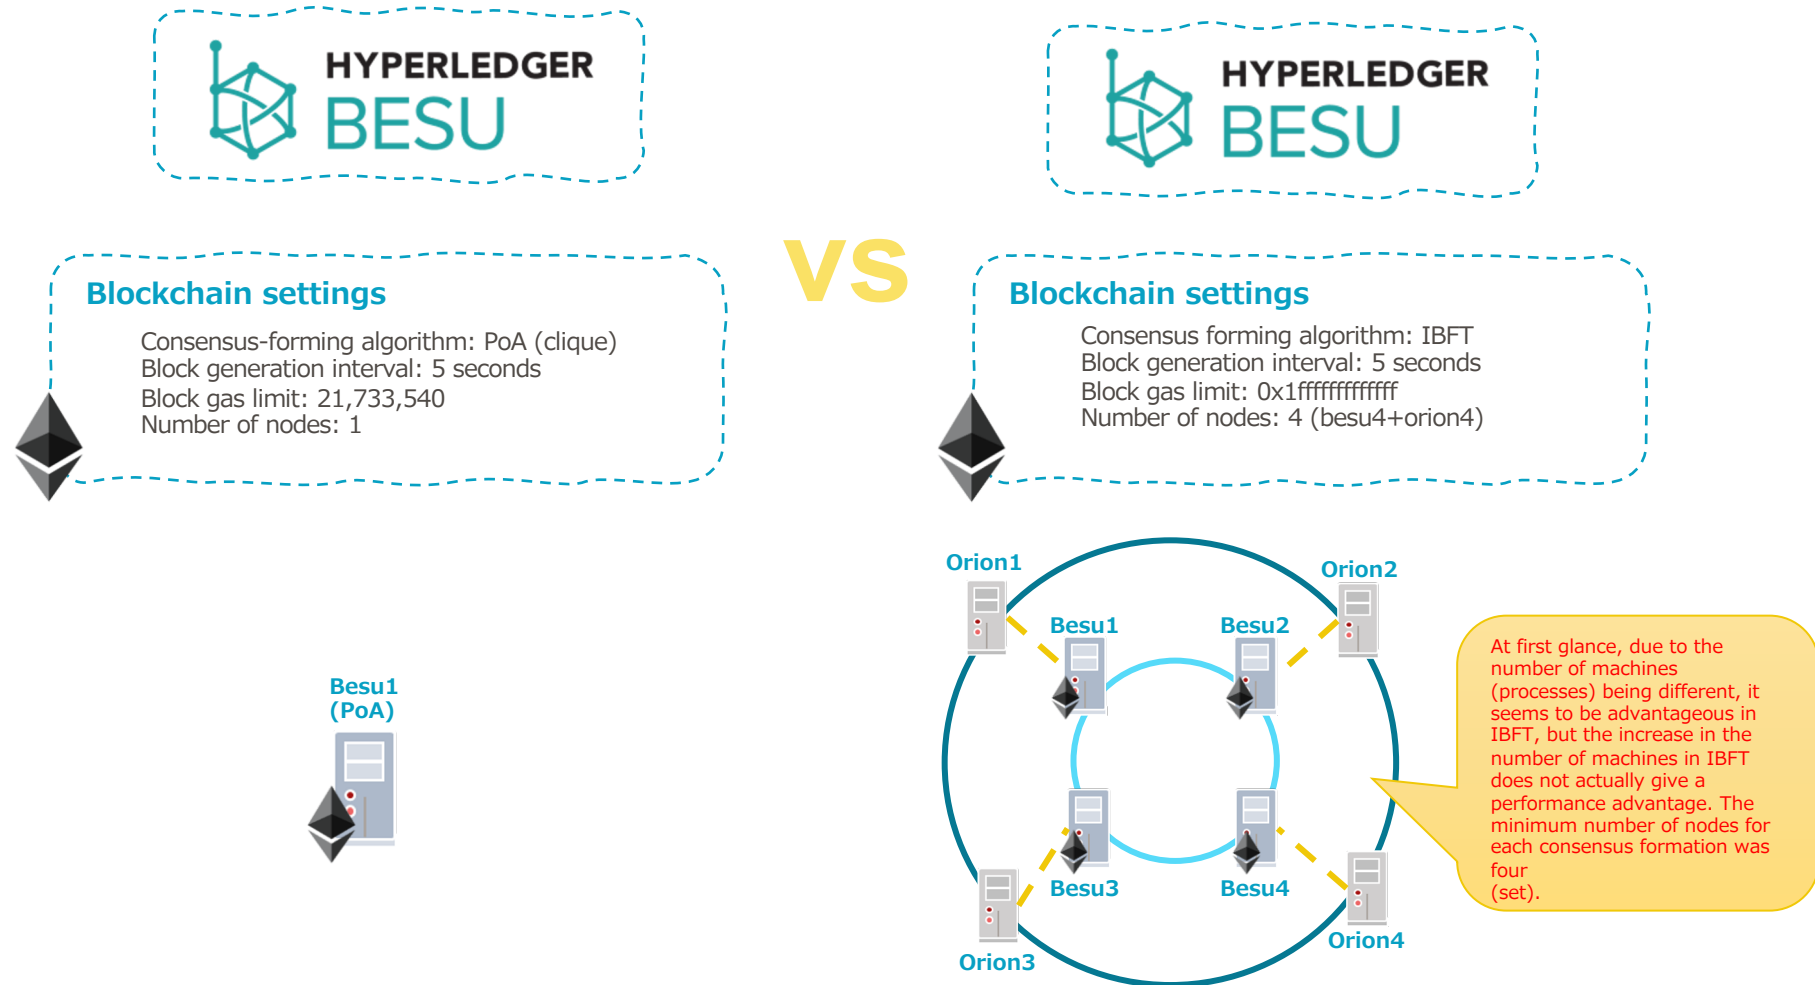 HYPERLEDGER
BESU
HYPERLEDGER
BESU
vs
Blockchain settings
Consensus-forming algorithm: PoA (clique)
Block generation interval: 5 seconds
Block gas limit: 21,733,540
Number of nodes: 1
Blockchain settings
Consensus forming algorithm: IBFT
Block generation interval: 5 seconds
Block gas limit: 0x1fffffffffffff
Number of nodes: 4 (besu4+orion4)
Besu1
(PoA)
Orion1
Orion2
Besu1
Besu2
Besu3
Besu4
Orion3
Orion4
At first glance, due to the
number of machines
(processes) being different, it
seems to be advantageous in
IBFT, but the increase in the
number of machines in IBFT
does not actually give a
performance advantage. The
minimum number of nodes for
each consensus formation was
four
(set).